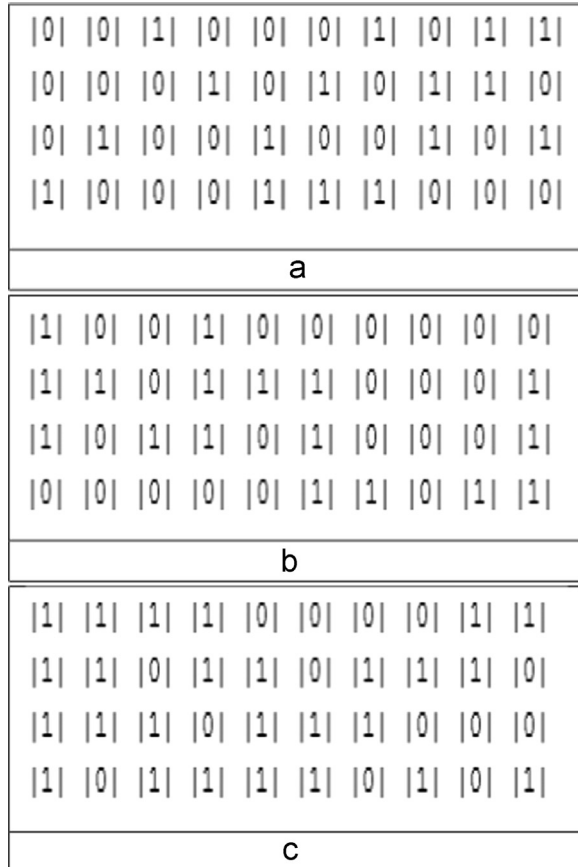 |0| |0| |1| |0| |0| |0| |1| |0| |1| |1|
|0| |0| |0| |1| |0| |1| |0| |1| |1| |0|
|0| |1| |0| |0| |1| |0| |0| |1| |0| |1|
|1| |0| |0| |0| |1| |1| |1| |0| |0| |0|
a
|1| |0| |0| |1| |0| |0| |0| |0| |0| |0|
|1| |1| |0| |1| |1| |1| |0| |0| |0| |1|
|1| |0| |1| |1| |0| |1| |0| |0| |0| |1|
|0| |0| |0| |0| |0| |1| |1| |0| |1| |1|
b
|1| |1| |1| |1| |0| |0| |0| |0| |1| |1|
|1| |1| |0| |1| |1| |0| |1| |1| |1| |0|
|1| |1| |1| |0| |1| |1| |1| |0| |0| |0|
|1| |0| |1| |1| |1| |1| |0| |1| |0| |1|
c